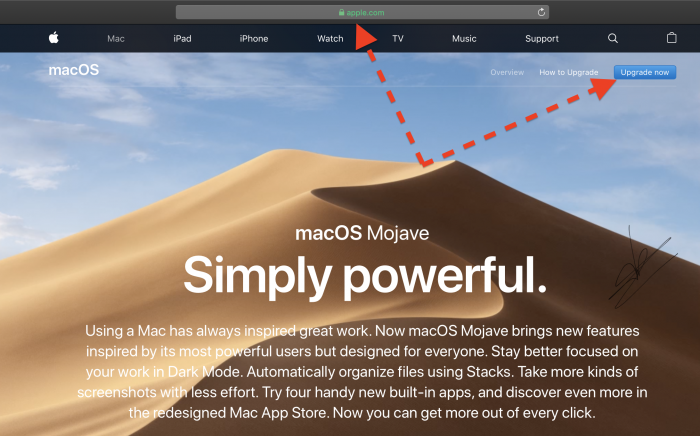 apple.com
Mac iPad iPhone Watch TV Music Support
macOS
Overview How to Upgrade Upgrade now
macOS Mojave
Simply powerful.
Using a Mac has always inspired great work. Now macOS Mojave brings new features
inspired by its most powerful users but designed for everyone. Stay better focused on
your work in Dark Mode. Automatically organize files using Stacks. Take more kinds of
screenshots with less effort. Try four handy new built-in apps, and discover even more in
the redesigned Mac App Store. Now you can get more out of every click.